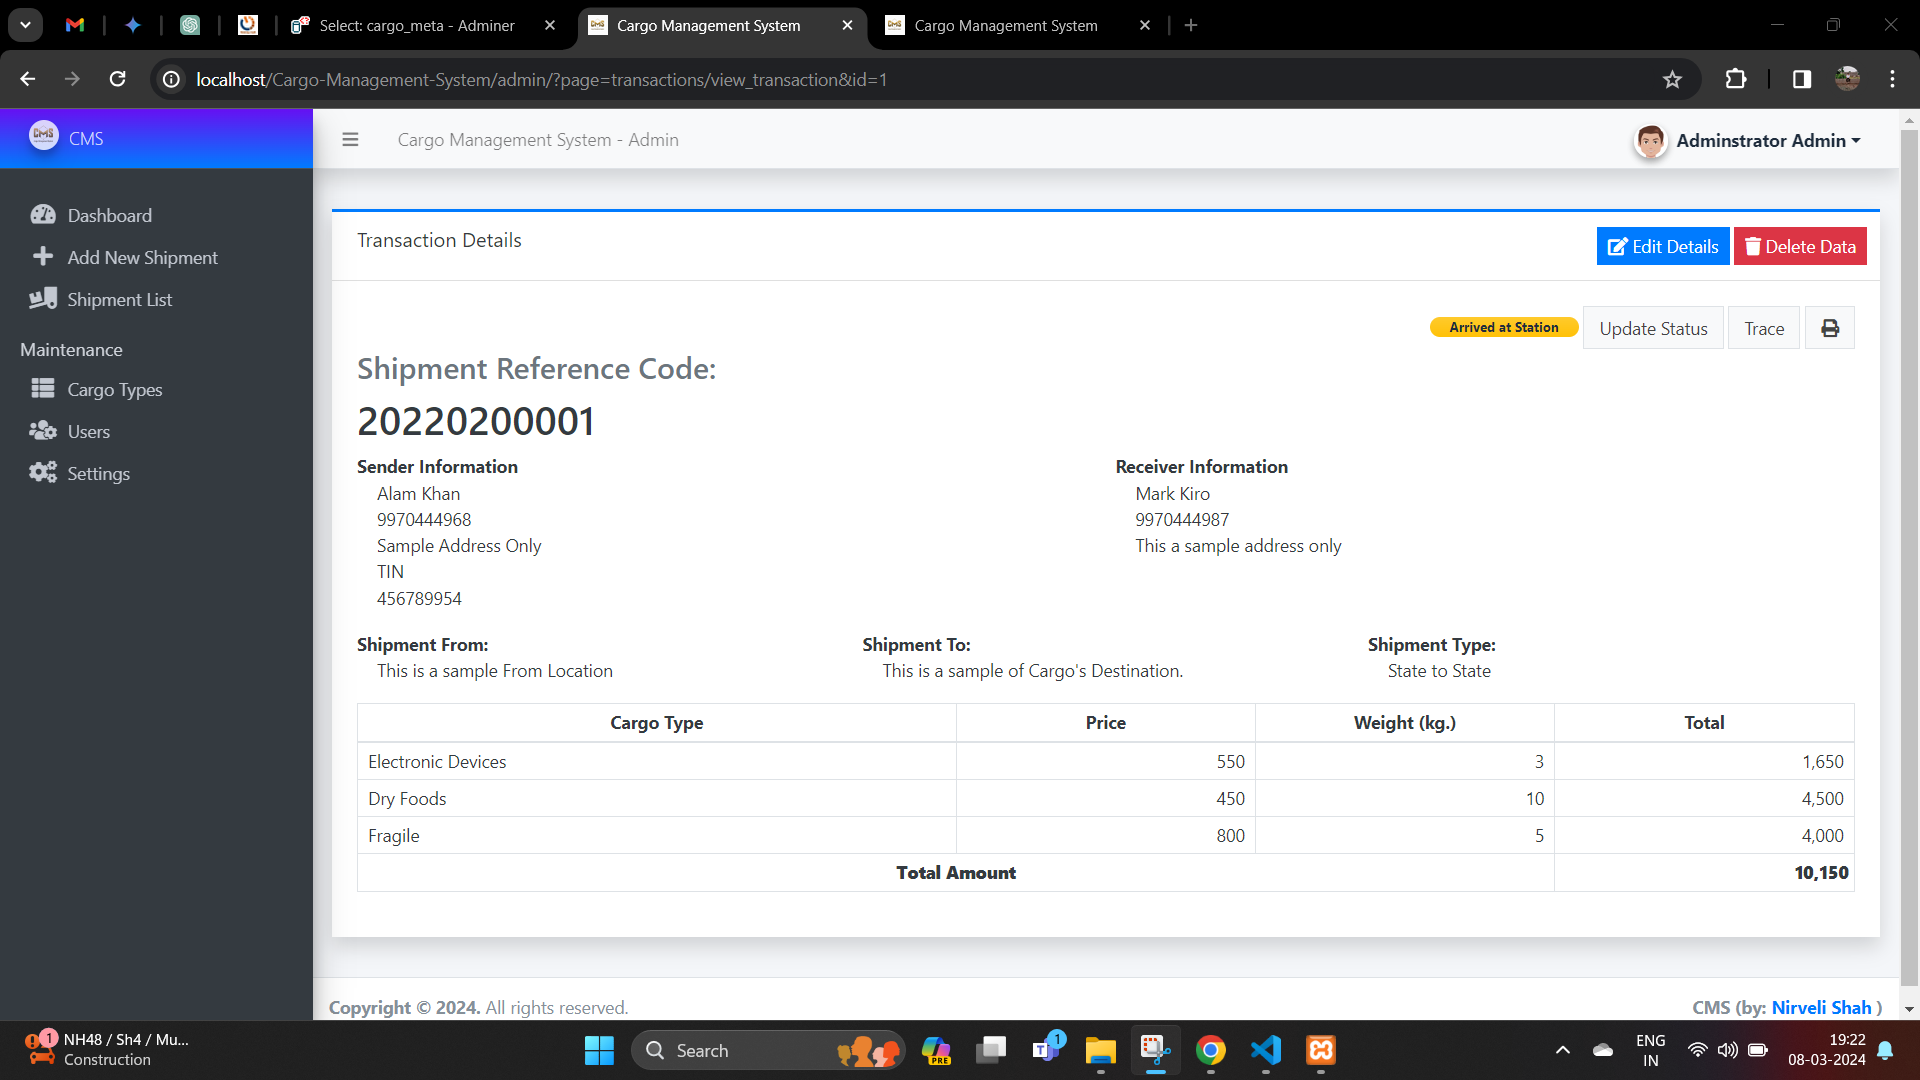 Select: cargo_meta - Adminer
Cargo Management System
Cargo Management System
localhost/Cargo-Management-System/admin/?page=transactions/view_transaction&id=1
CMS
CMS
Cargo Management System - Admin
Adminstrator Admin
Dashboard
Add New Shipment
Shipment List
Maintenance
Cargo Types
Users
Settings
Transaction Details
Edit Details
Delete Data
Arrived at Station
Update Status
Trace
Shipment Reference Code:
20220200001
Sender Information
Alam Khan
9970444968
Sample Address Only
TIN
456789954
Receiver Information
Mark Kiro
9970444987
This a sample address only
Shipment From:
This is a sample From Location
Shipment To:
This is a sample of Cargo's Destination.
Shipment Type:
State to State
Cargo Type Price Weight (kg.) Total
Electronic Devices 550 3 1,650
Dry Foods 450 10 4,500
Fragile 800 5 4,000
Total Amount 10,150
Copyright © 2024. All rights reserved.
CMS (by: Nirveli Shah )
1
NH48 / Sh4 / Mu...
Construction
Search
PRE
1
ENG
IN
19:22
08-03-2024